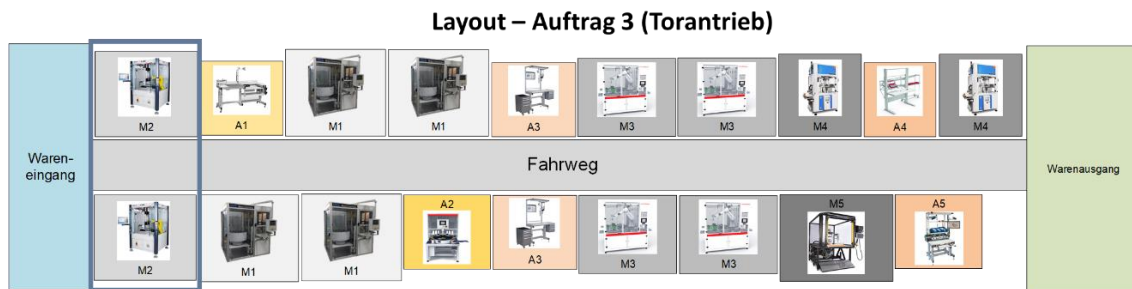 Layout – Auftrag 3 (Torantrieb)
M2
A1
M1
M1
A3
M3
M3
M4
A4
M4
Waren-
eingang
Fahrweg
Warenausgang
M2
M1
M1
A2
A3
M3
M3
M5
A5